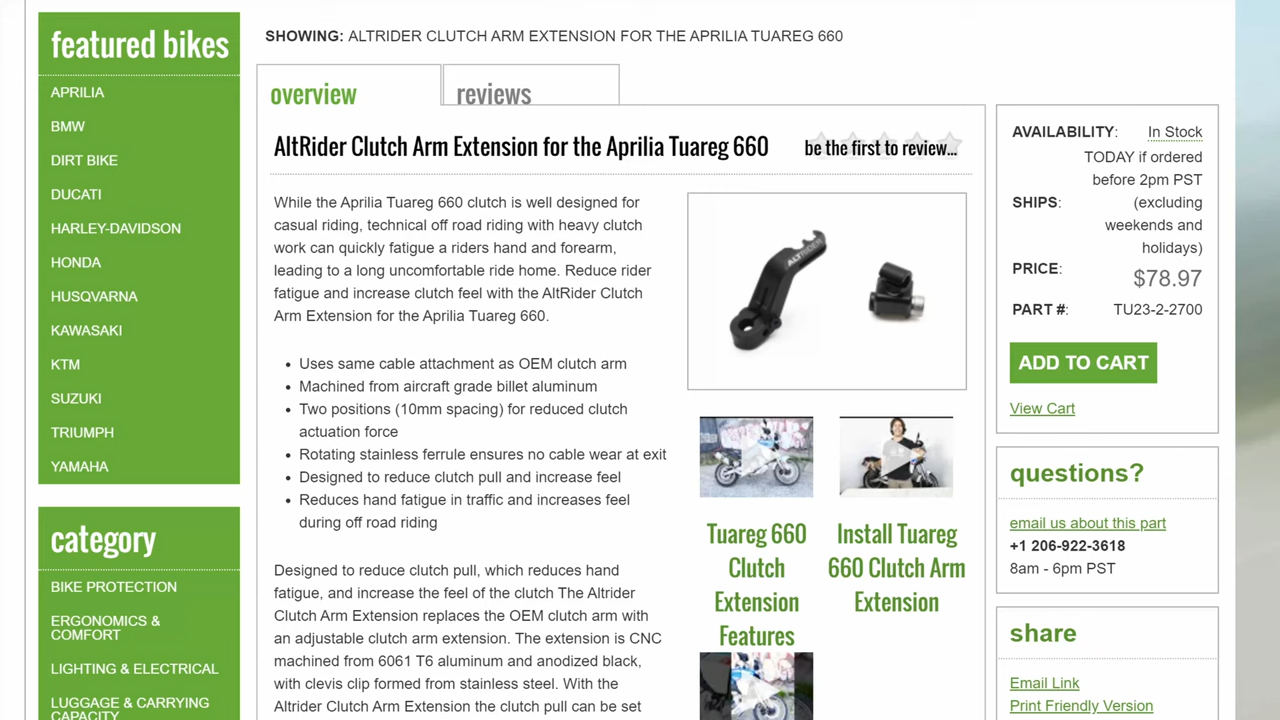 featured bikes
APRILIA
BMW
DIRT BIKE
DUCATI
HARLEY-DAVIDSON
HONDA
HUSQVARNA
KAWASAKI
KTM
SUZUKI
TRIUMPH
YAMAHA
category
BIKE PROTECTION
ERGONOMICS &
COMFORT
LIGHTING & ELECTRICAL
LUGGAGE & CARRYING
CAPACITY
SHOWING: ALTRIDER CLUTCH ARM EXTENSION FOR THE APRILIA TUAREG 660
overview
reviews
AltRider Clutch Arm Extension for the Aprilia Tuareg 660
be the first to review...
While the Aprilia Tuareg 660 clutch is well designed for
casual riding, technical off road riding with heavy clutch
work can quickly fatigue a riders hand and forearm,
leading to a long uncomfortable ride home. Reduce rider
fatigue and increase clutch feel with the AltRider Clutch
Arm Extension for the Aprilia Tuareg 660.
• Uses same cable attachment as OEM clutch arm
• Machined from aircraft grade billet aluminum
• Two positions (10mm spacing) for reduced clutch
actuation force
• Rotating stainless ferrule ensures no cable wear at exit
• Designed to reduce clutch pull and increase feel
• Reduces hand fatigue in traffic and increases feel
during off road riding
Designed to reduce clutch pull, which reduces hand
fatigue, and increase the feel of the clutch The Altrider
Clutch Arm Extension replaces the OEM clutch arm with
an adjustable clutch arm extension. The extension is CNC
machined from 6061 T6 aluminum and anodized black,
with clevis clip formed from stainless steel. With the
Altrider Clutch Arm Extension the clutch pull can be set
ALTRIDER
Tuareg 660
Clutch
Extension
Features
Install Tuareg
660 Clutch Arm
Extension
AVAILABILITY: In Stock
TODAY if ordered
before 2pm PST
SHIPS: (excluding
weekends and
holidays)
PRICE: $78.97
PART #: TU23-2-2700
ADD TO CART
View Cart
questions?
email us about this part
+1 206-922-3618
8am - 6pm PST
share
Email Link
Print Friendly Version